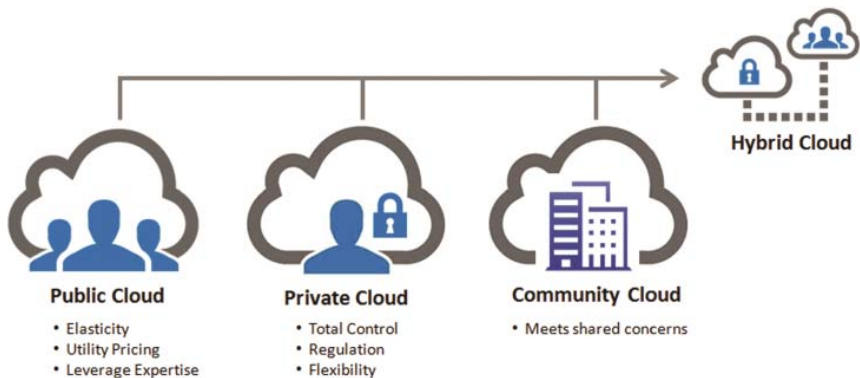 Hybrid Cloud
Public Cloud
• Elasticity
• Utility Pricing
• Leverage Expertise
Private Cloud
• Total Control
• Regulation
• Flexibility
Community Cloud
• Meets shared concerns